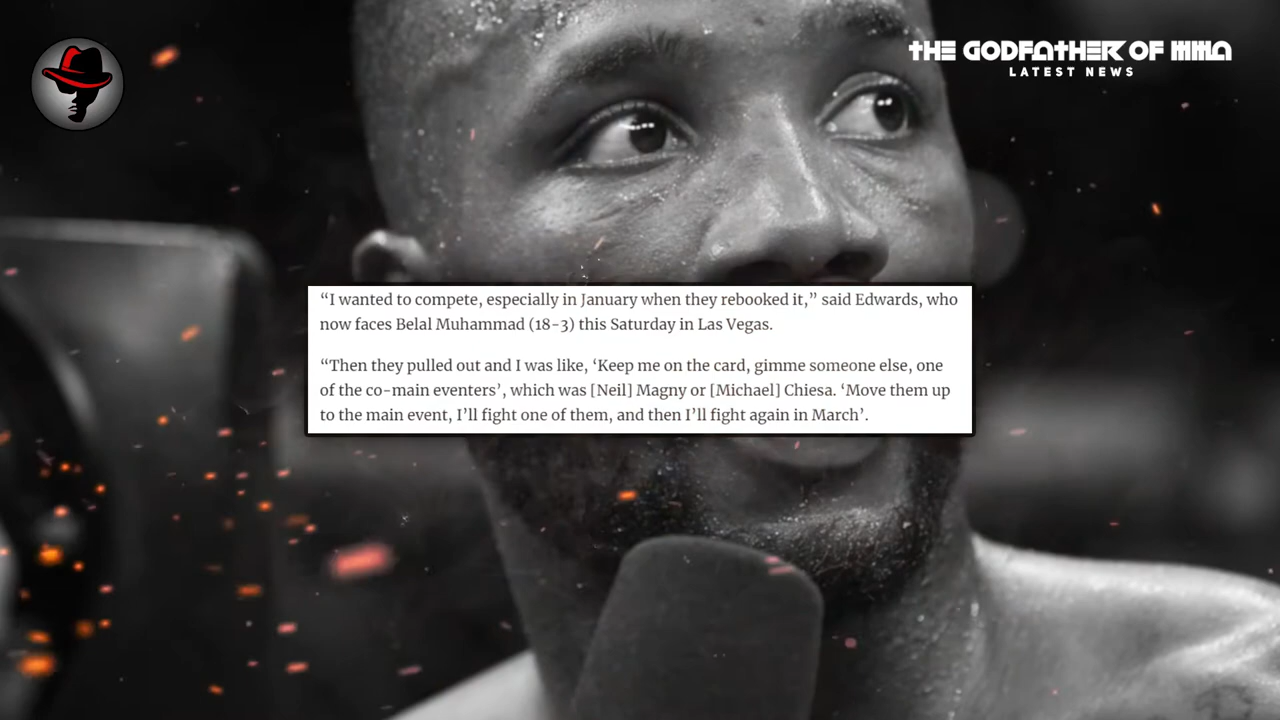 THE GODFATHER OF MMA
LATEST NEWS
“I wanted to compete, especially in January when they rebooked it,” said Edwards, who
now faces Belal Muhammad (18-3) this Saturday in Las Vegas.
“Then they pulled out and I was like, ‘Keep me on the card, gimme someone else, one
of the co-main eventers’, which was [Neil] Magny or [Michael] Chiesa. ‘Move them up
to the main event, I’ll fight one of them, and then I’ll fight again in March’.